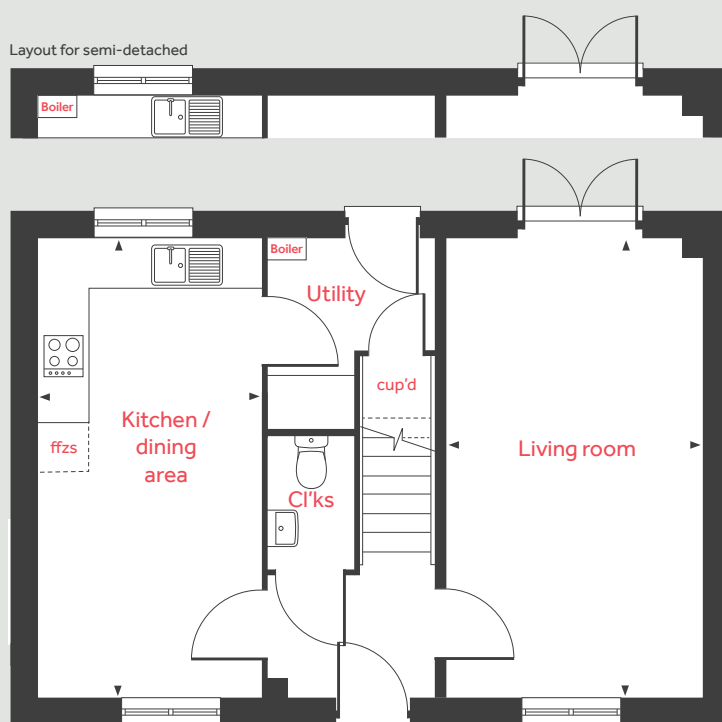 Layout for semi-detached
Boiler
Boiler
Utility
cup'd
Kitchen /
dining
area
ffzs
Living room
Cl'ks